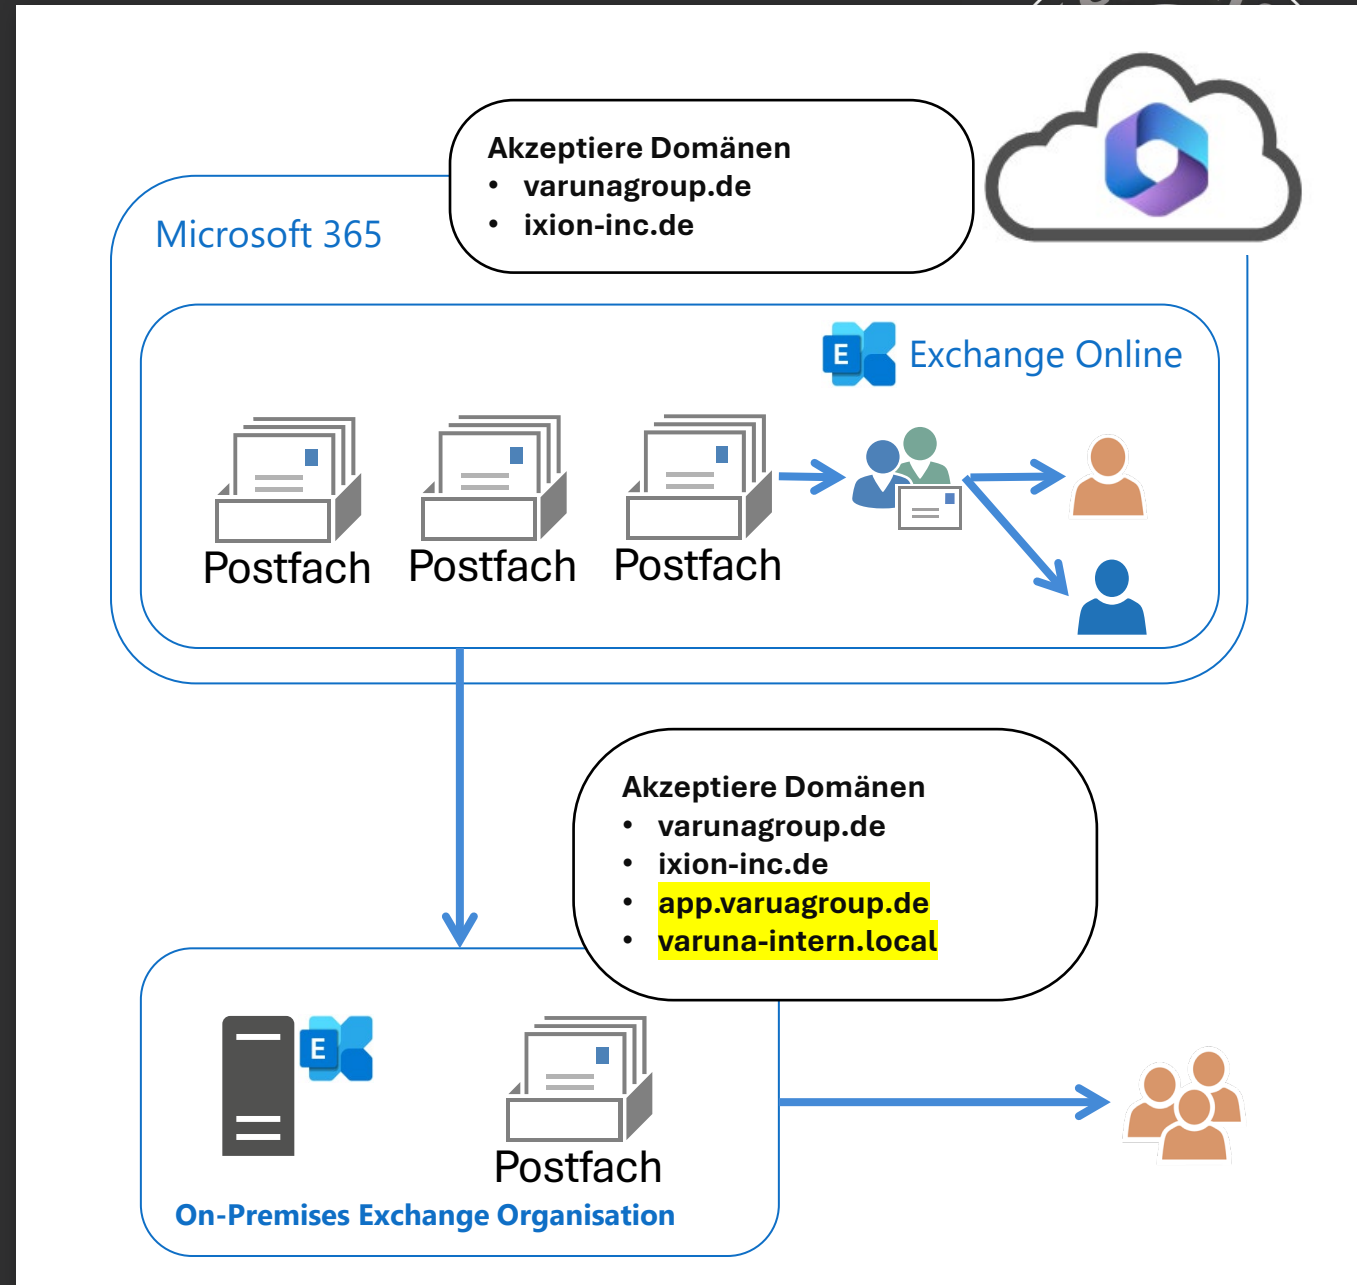 Akzeptiere Domänen
• varunagroup.de
• ixion-inc.de
Microsoft 365
E
Exchange Online
Postfach
Postfach
Postfach
Akzeptiere Domänen
• varunagroup.de
• ixion-inc.de
• app.varuagroup.de
• varuna-intern.local
E
Postfach
On-Premises Exchange Organisation